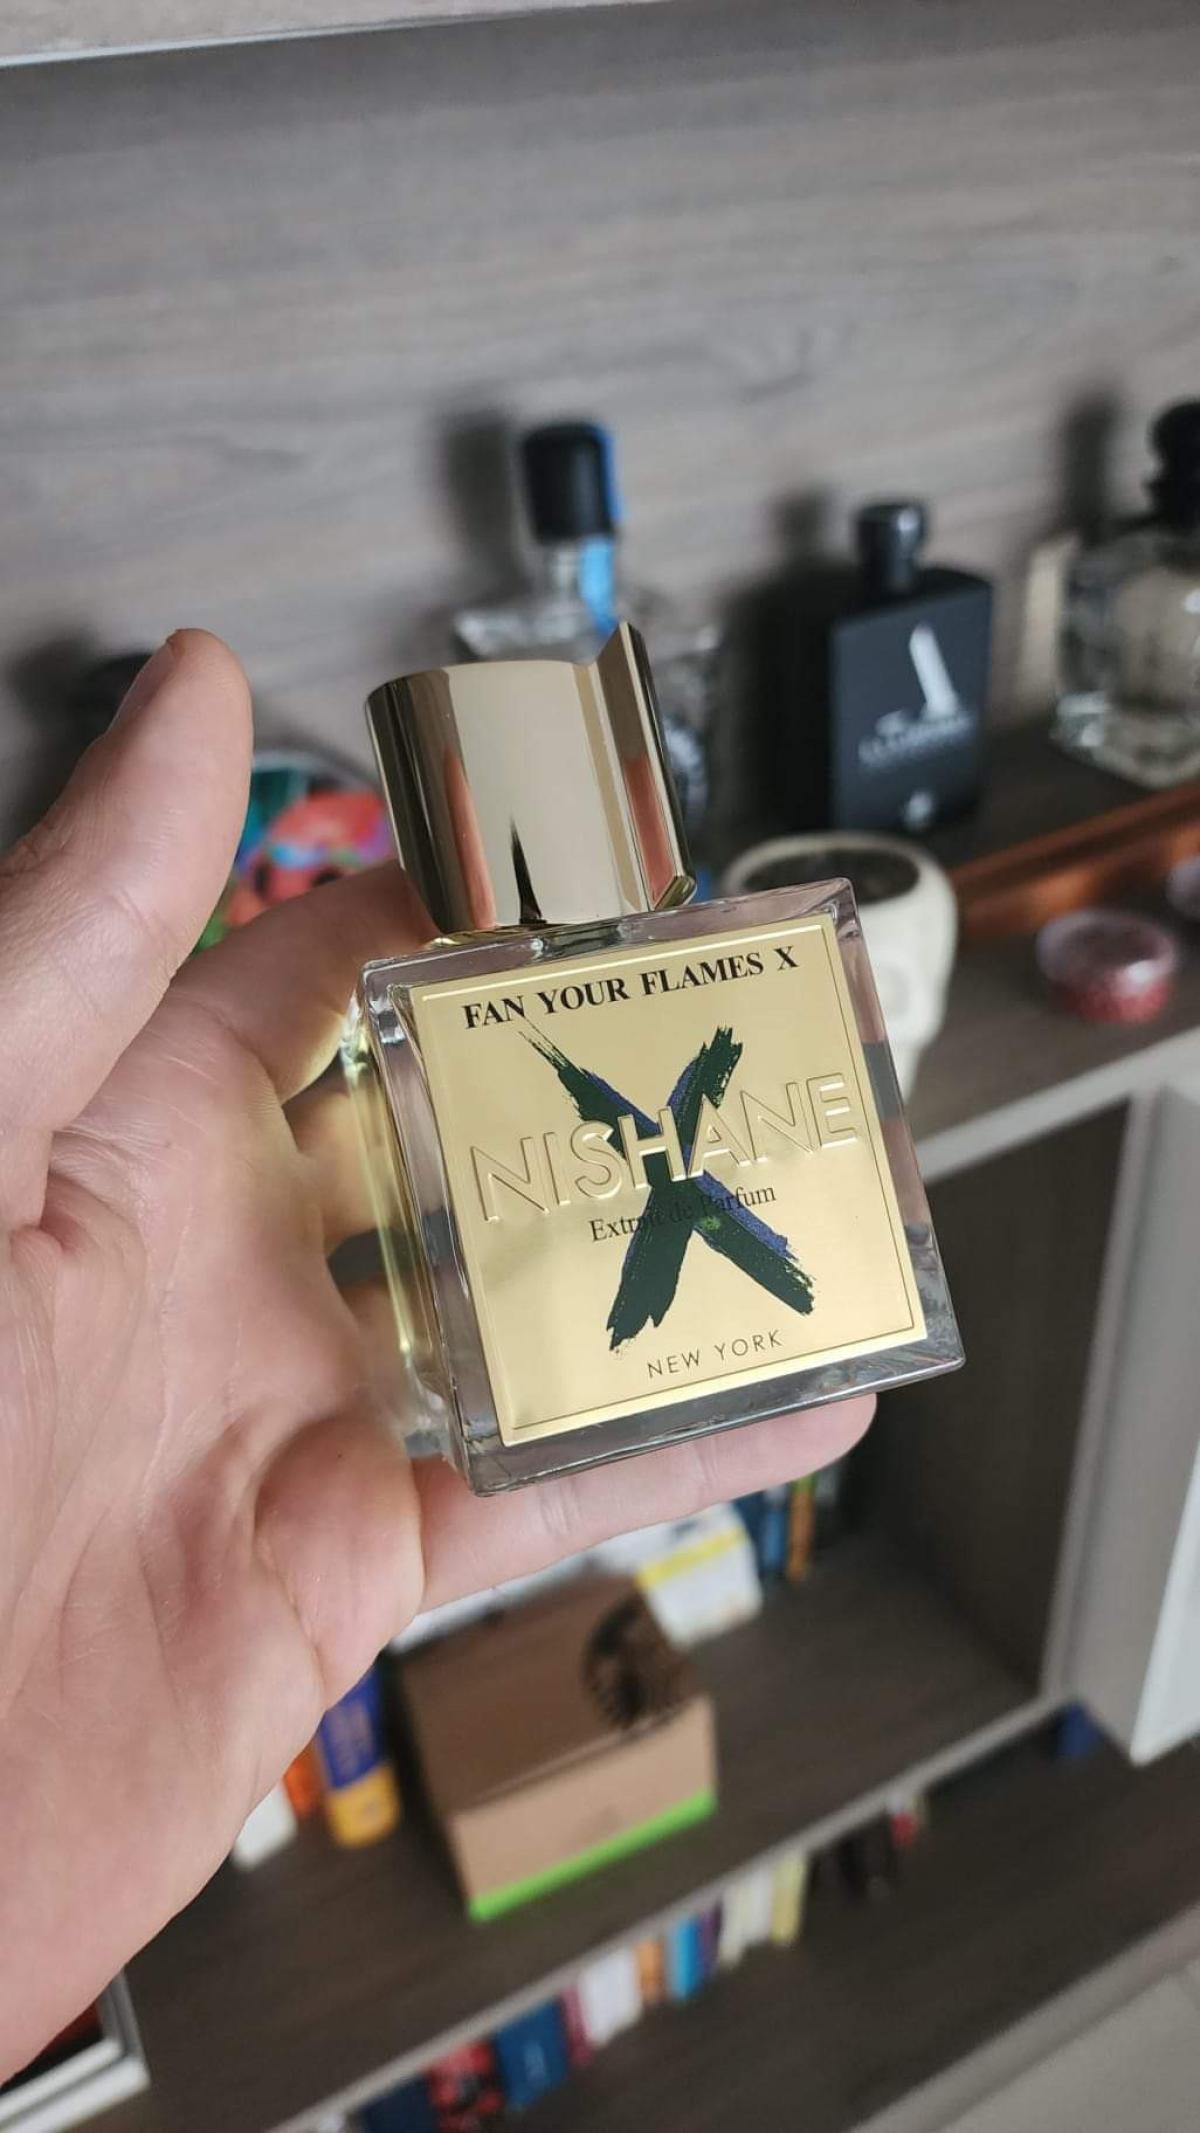 FAN YOUR FLAMES X
NISHANE
Extrait de Parfum
NEW YORK